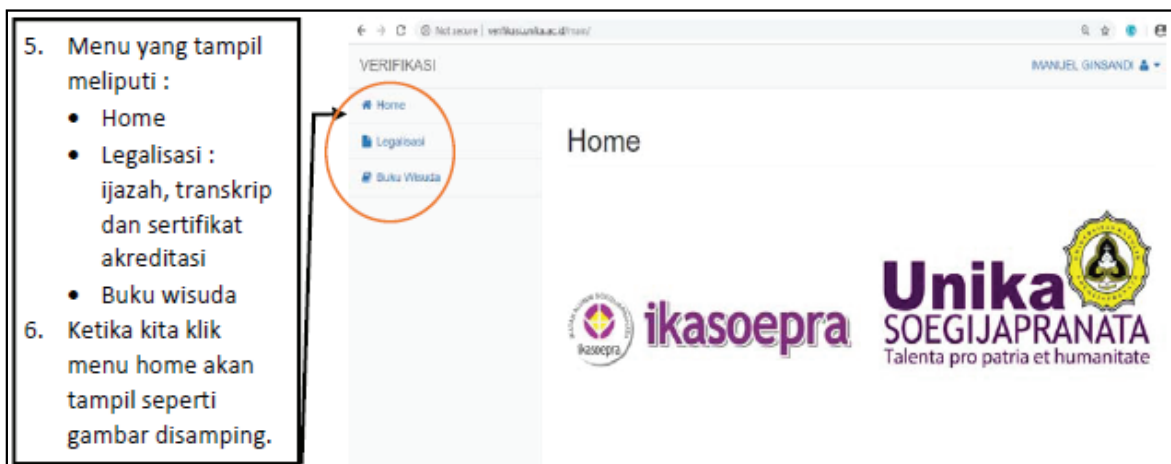 5. Menu yang tampil
meliputi :
• Home
• Legalisasi :
ijazah, transkrip
dan sertifikat
akreditasi
• Buku wisuda
6. Ketika kita klik
menu home akan
tampil seperti
gambar disamping.
Not secure | verifikasi.unika.ac.id/main/
VERIFIKASI
IMANUEL GINSANDI
Home
Legalisasi
Buku Wisuda
Home
ikasoepra
ikasoepra
Unika
SOEGIJAPRANATA
Talenta pro patria et humanitate